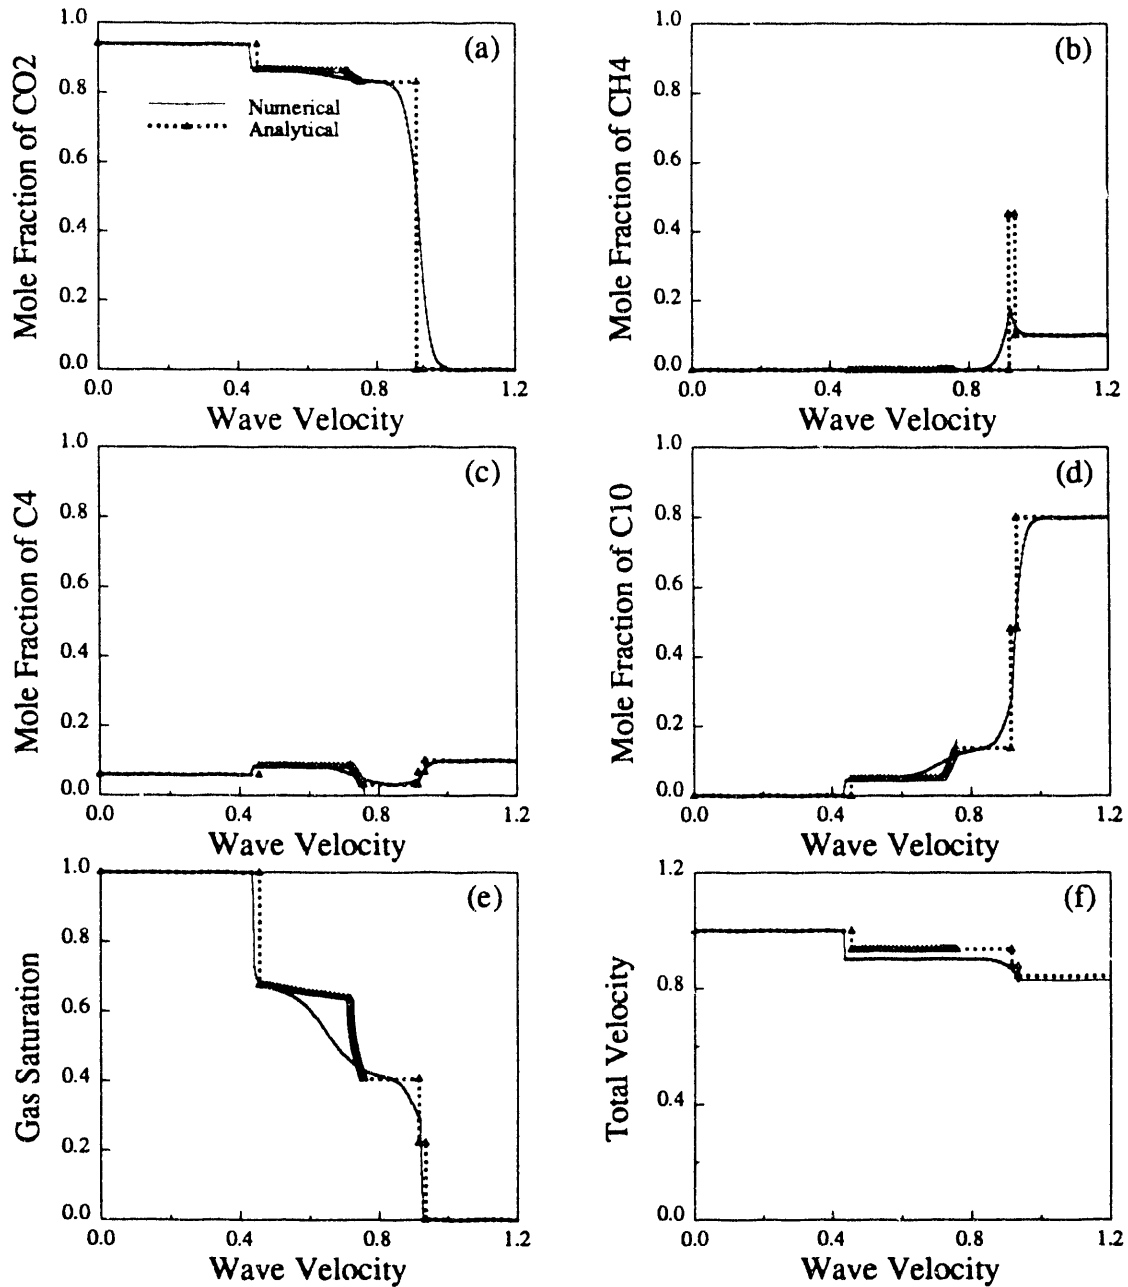 (a)
Mole Fraction of CO2
1.0
0.8
0.6
0.4
0.2
0.0
Numerical
Analytical
0.0 0.4 0.8 1.2
Wave Velocity
(b)
Mole Fraction of CH4
1.0
0.8
0.6
0.4
0.2
0.0
0.0 0.4 0.8 1.2
Wave Velocity
(c)
Mole Fraction of C4
1.0
0.8
0.6
0.4
0.2
0.0
0.0 0.4 0.8 1.2
Wave Velocity
(d)
Mole Fraction of C10
1.0
0.8
0.6
0.4
0.2
0.0
0.0 0.4 0.8 1.2
Wave Velocity
(e)
Gas Saturation
1.0
0.8
0.6
0.4
0.2
0.0
0.0 0.4 0.8 1.2
Wave Velocity
(f)
Total Velocity
1.2
0.8
0.4
0.0
0.0 0.4 0.8 1.2
Wave Velocity